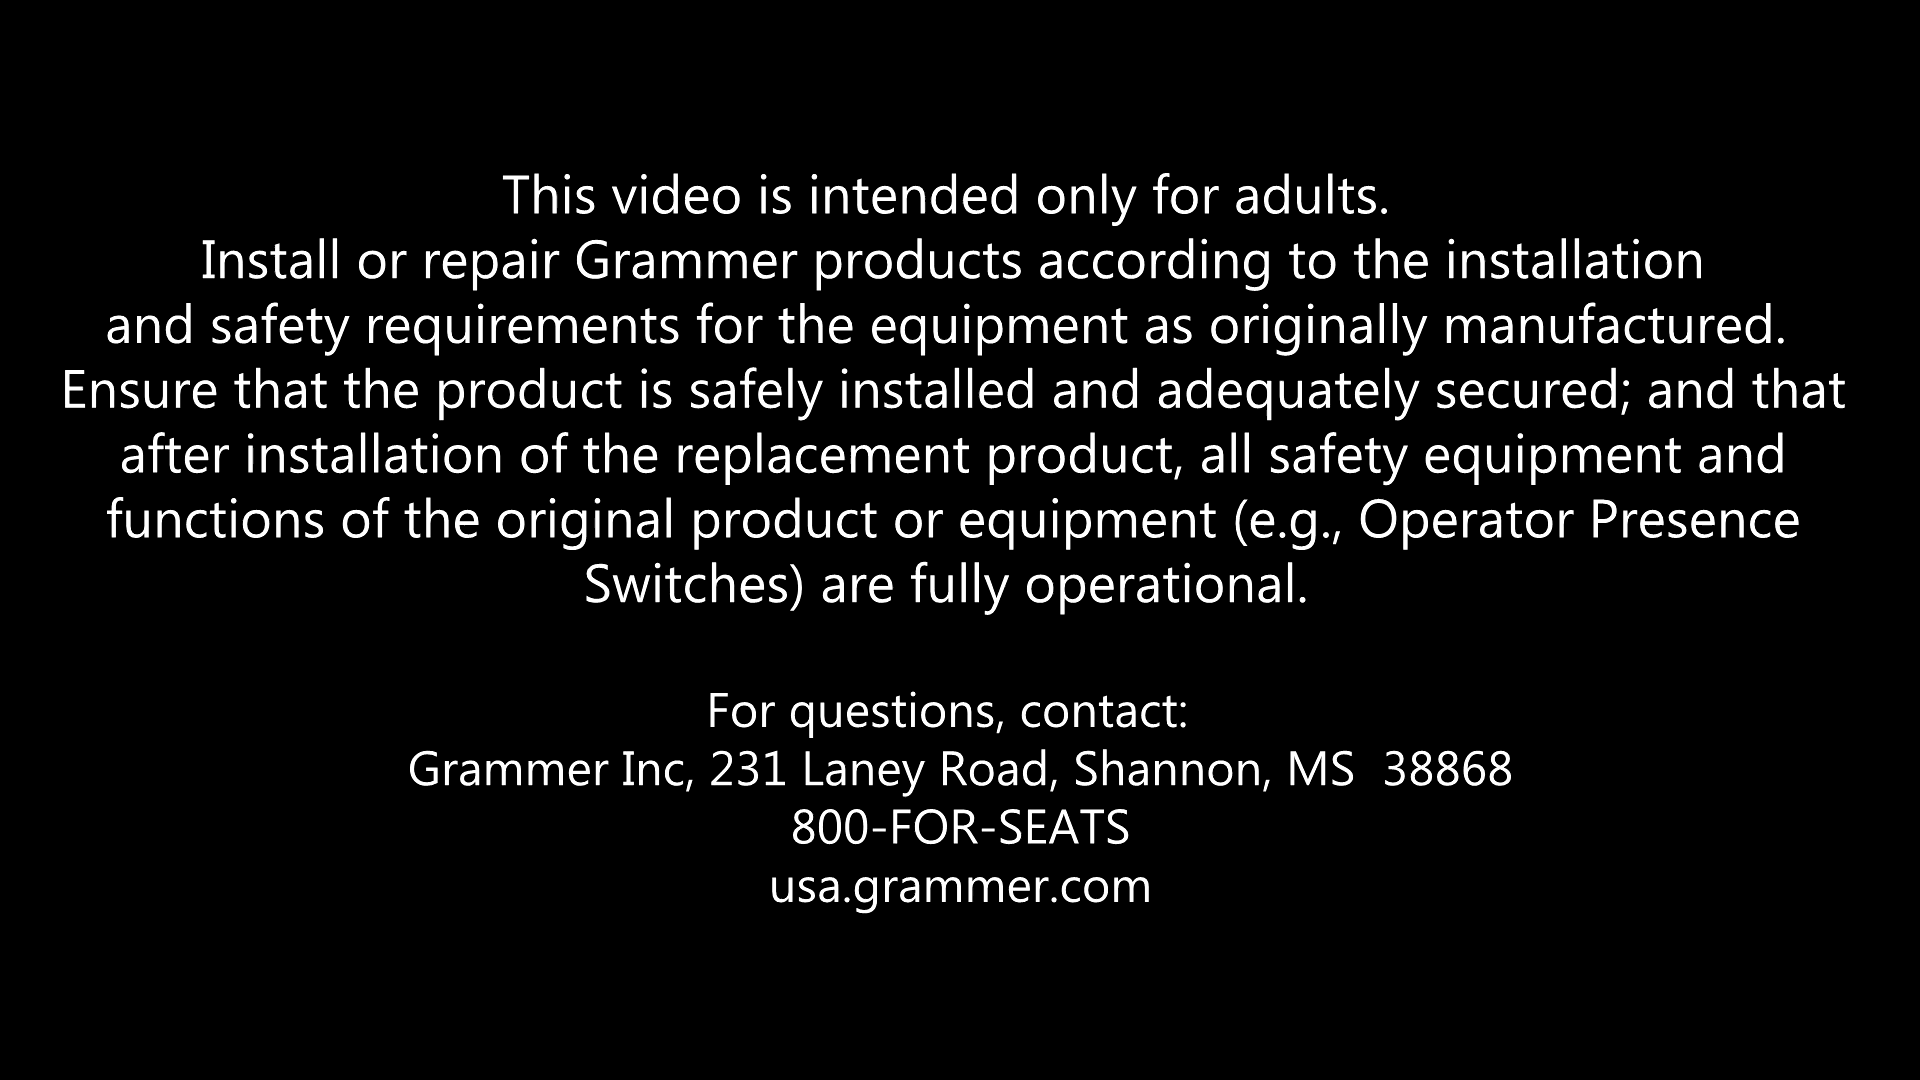 This video is intended only for adults.
Install or repair Grammer products according to the installation
and safety requirements for the equipment as originally manufactured.
Ensure that the product is safely installed and adequately secured; and that
after installation of the replacement product, all safety equipment and
functions of the original product or equipment (e.g., Operator Presence
Switches) are fully operational.
For questions, contact:
Grammer Inc, 231 Laney Road, Shannon, MS  38868
800-FOR-SEATS
usa.grammer.com